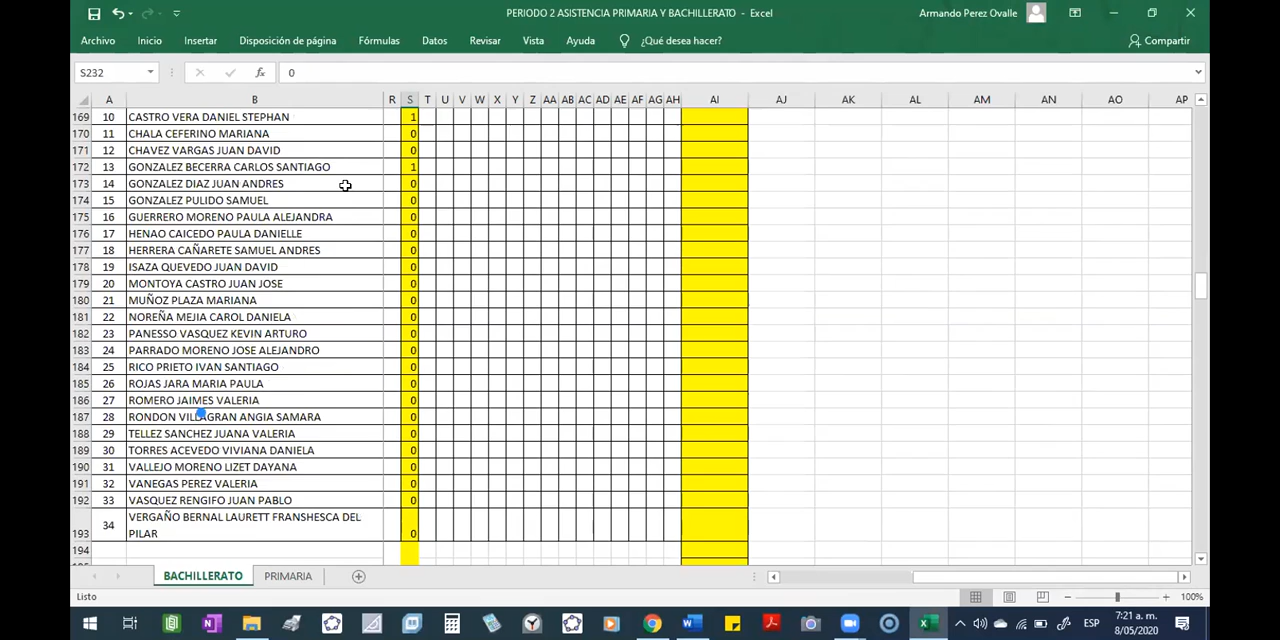 PERIODO 2 ASISTENCIA PRIMARIA Y BACHILLERATO - Excel
Armando Perez Ovalle
Archivo Inicio Insertar Disposición de página Fórmulas Datos Revisar Vista Ayuda ¿Qué desea hacer? Compartir
S232 fx 0
A B R S T U V W X Y Z AA AB AC AD AE AF AG AH AI AJ AK AL AM AN AO AP
169 10 CASTRO VERA DANIEL STEPHAN 1
170 11 CHALA CEFERINO MARIANA 0
171 12 CHAVEZ VARGAS JUAN DAVID 0
172 13 GONZALEZ BECERRA CARLOS SANTIAGO 1
173 14 GONZALEZ DIAZ JUAN ANDRES 0
174 15 GONZALEZ PULIDO SAMUEL 0
175 16 GUERRERO MORENO PAULA ALEJANDRA 0
176 17 HENAO CAICEDO PAULA DANIELLE 0
177 18 HERRERA CAÑARETE SAMUEL ANDRES 0
178 19 ISAZA QUEVEDO JUAN DAVID 0
179 20 MONTOYA CASTRO JUAN JOSE 0
180 21 MUÑOZ PLAZA MARIANA 0
181 22 NOREÑA MEJIA CAROL DANIELA 0
182 23 PANESSO VASQUEZ KEVIN ARTURO 0
183 24 PARRADO MORENO JOSE ALEJANDRO 0
184 25 RICO PRIETO IVAN SANTIAGO 0
185 26 ROJAS JARA MARIA PAULA 0
186 27 ROMERO JAIMES VALERIA 0
187 28 RONDON VILLAGRAN ANGIA SAMARA 0
188 29 TELLEZ SANCHEZ JUANA VALERIA 0
189 30 TORRES ACEVEDO VIVIANA DANIELA 0
190 31 VALLEJO MORENO LIZET DAYANA 0
191 32 VANEGAS PEREZ VALERIA 0
192 33 VASQUEZ RENGIFO JUAN PABLO 0
VERGAÑO BERNAL LAURETT FRANSHESCA DEL
193 34 PILAR 0
194
BACHILLERATO PRIMARIA
Listo 100%
ESP 7:21 a. m.
8/05/2020